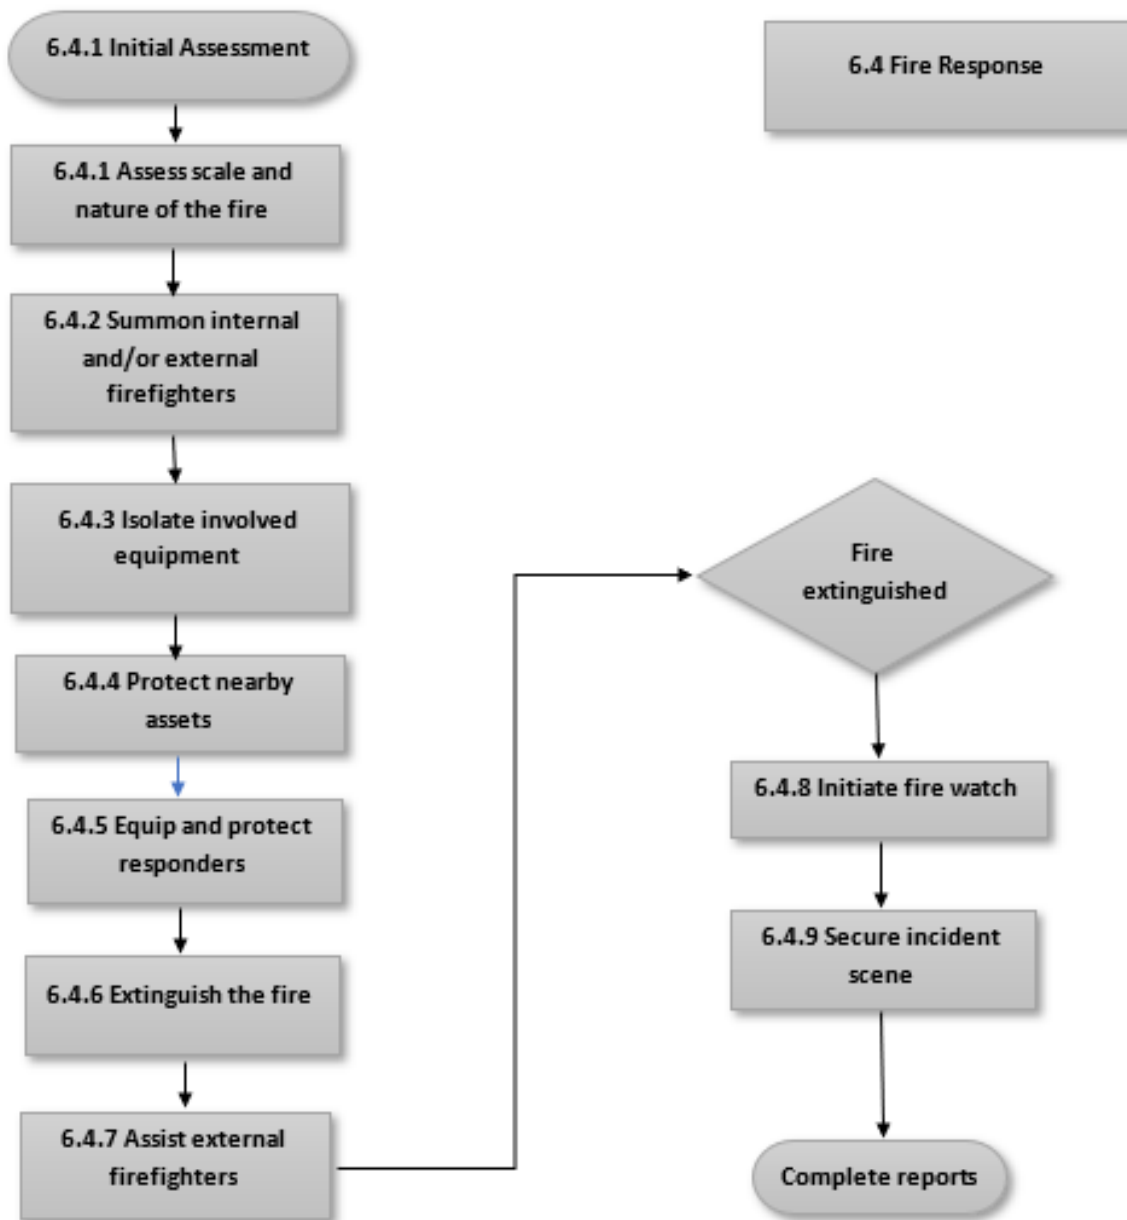 6.4.1 Initial Assessment
6.4 Fire Response
6.4.1 Assess scale and
nature of the fire
6.4.2 Summon internal
and/or external
firefighters
6.4.3 Isolate involved
equipment
6.4.4 Protect nearby
assets
6.4.5 Equip and protect
responders
6.4.6 Extinguish the fire
6.4.7 Assist external
firefighters
Fire
extinguished
6.4.8 Initiate fire watch
6.4.9 Secure incident
scene
Complete reports